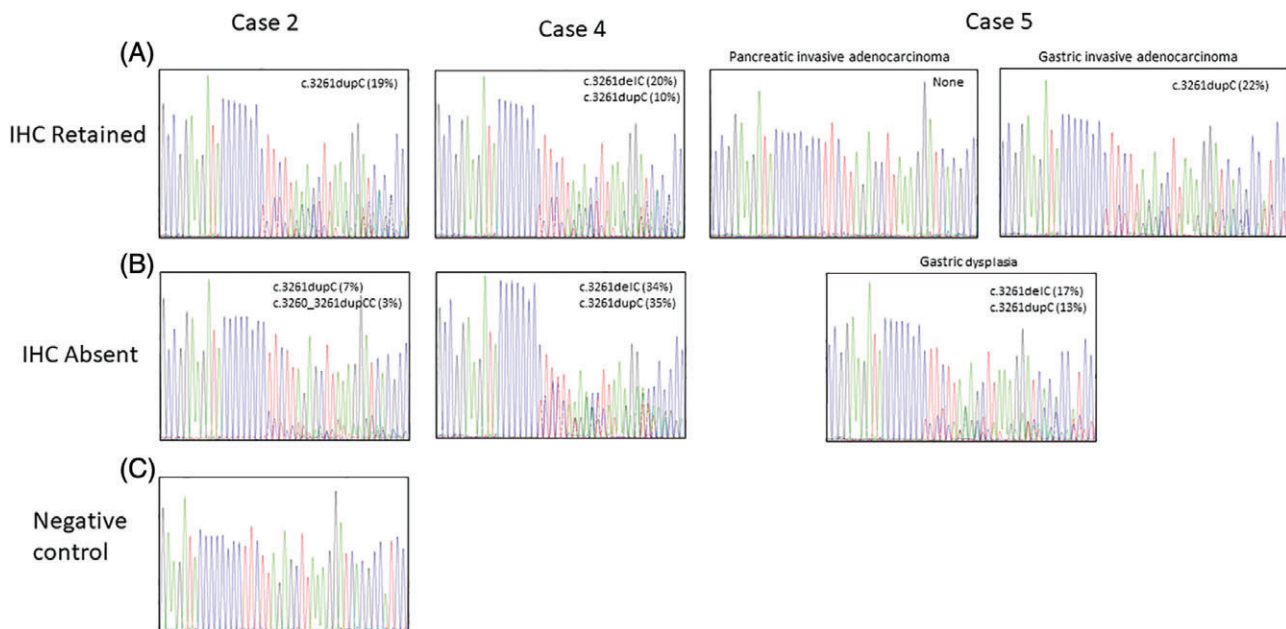 Case 2
Case 4
Case 5
(A)
IHC Retained
c.3261dupC (19%)
c.3261delC (20%)
c.3261dupC (10%)
Pancreatic invasive adenocarcinoma
None
Gastric invasive adenocarcinoma
c.3261dupC (22%)
(B)
IHC Absent
c.3261dupC (7%)
c.3260_3261dupCC (3%)
c.3261delC (34%)
c.3261dupC (35%)
Gastric dysplasia
c.3261delC (17%)
c.3261dupC (13%)
(C)
Negative
control